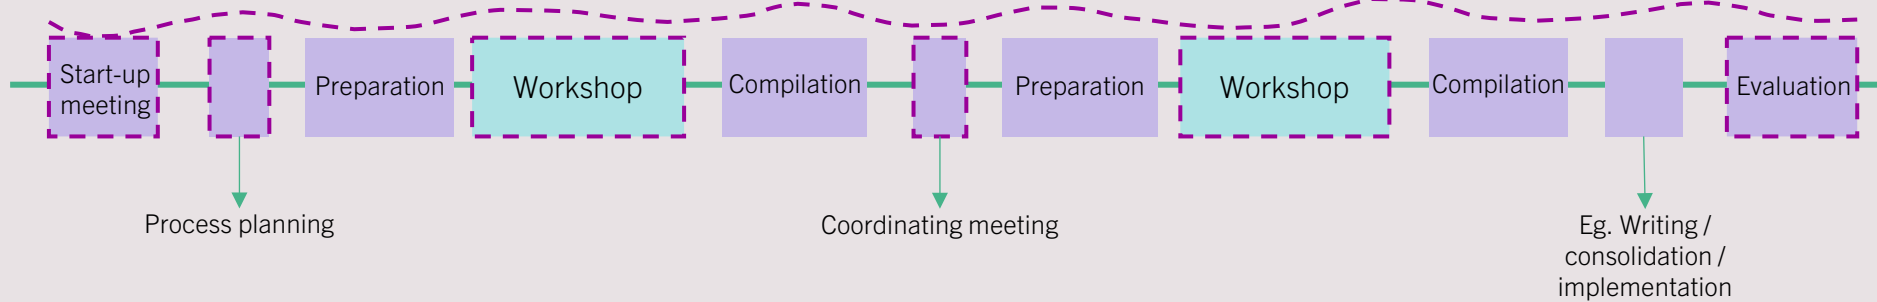 Start-up
meeting
Preparation
Workshop
Compilation
Preparation
Workshop
Compilation
Evaluation
Process planning
Coordinating meeting
Eg. Writing /
consolidation /
implementation